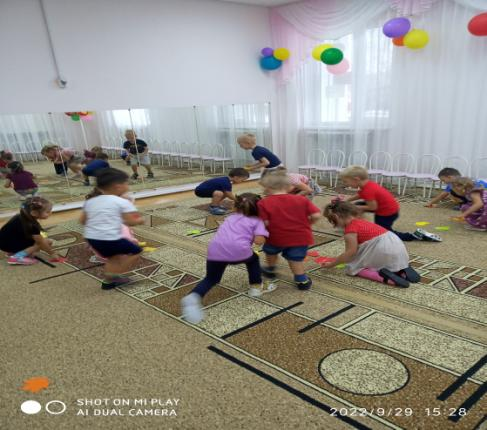 SHOT ON MI PLAY
AI DUAL CAMERA
2022/9/29 15:28